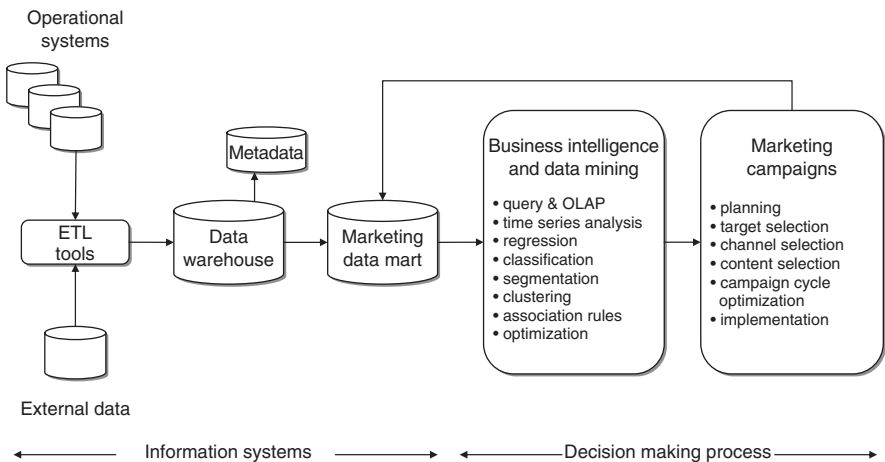 Operational
systems
Metadata
ETL
tools
Data
warehouse
Marketing
data mart
External data
Business intelligence
and data mining
• query & OLAP
• time series analysis
• regression
• classification
• segmentation
• clustering
• association rules
• optimization
Marketing
campaigns
• planning
• target selection
• channel selection
• content selection
• campaign cycle
optimization
• implementation
Information systems
Decision making process